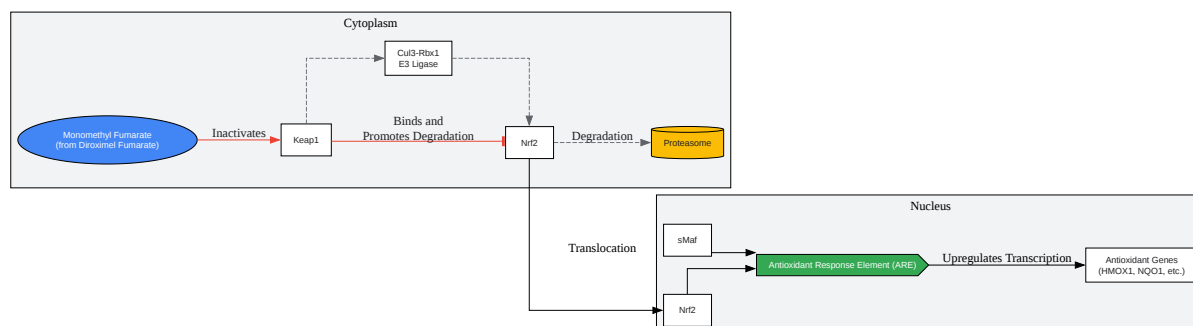 Cytoplasm
Cul3-Rbx1
E3 Ligase
Monomethyl Fumarate
(from Diroximel Fumarate)
Inactivates
Keap1
Binds and
Promotes Degradation
Nrf2
Degradation
Proteasome
Translocation
Nucleus
sMaf
Nrf2
Antioxidant Response Element (ARE)
Upregulates Transcription
Antioxidant Genes
(HMOX1, NQO1, etc.)